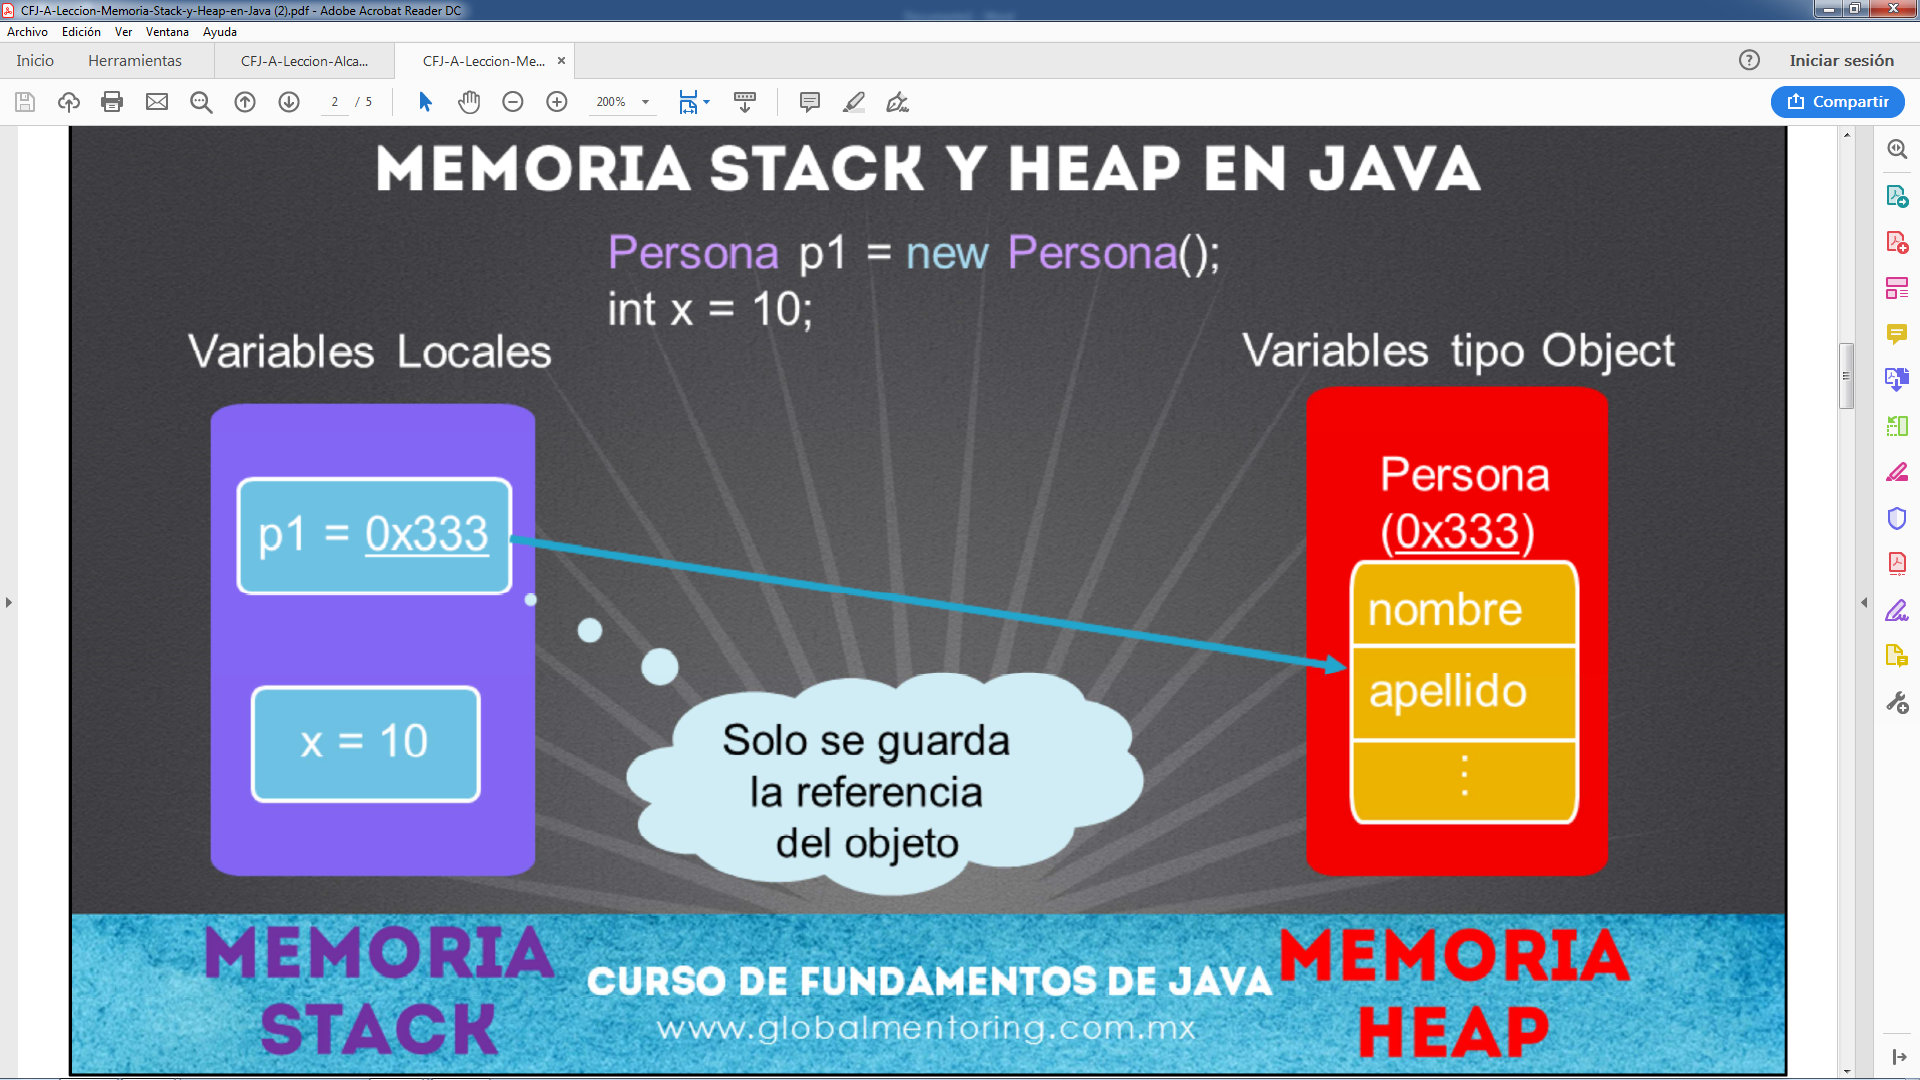 CFJ-A-Leccion-Memoria-Stack-y-Heap-en-Java (2).pdf - Adobe Acrobat Reader DC
Archivo Edición Ver Ventana Ayuda
Inicio Herramientas CFJ-A-Leccion-Alca... CFJ-A-Leccion-Me... × Iniciar sesión
2 / 5 200% Compartir
MEMORIA STACK Y HEAP EN JAVA
Persona p1 = new Persona();
int x = 10;
Variables Locales
Variables tipo Object
p1 = 0x333
x = 10
Solo se guarda
la referencia
del objeto
Persona
(0x333)
nombre
apellido
⋮
MEMORIA
STACK
CURSO DE FUNDAMENTOS DE JAVA
www.globalmentoring.com.mx
MEMORIA
HEAP